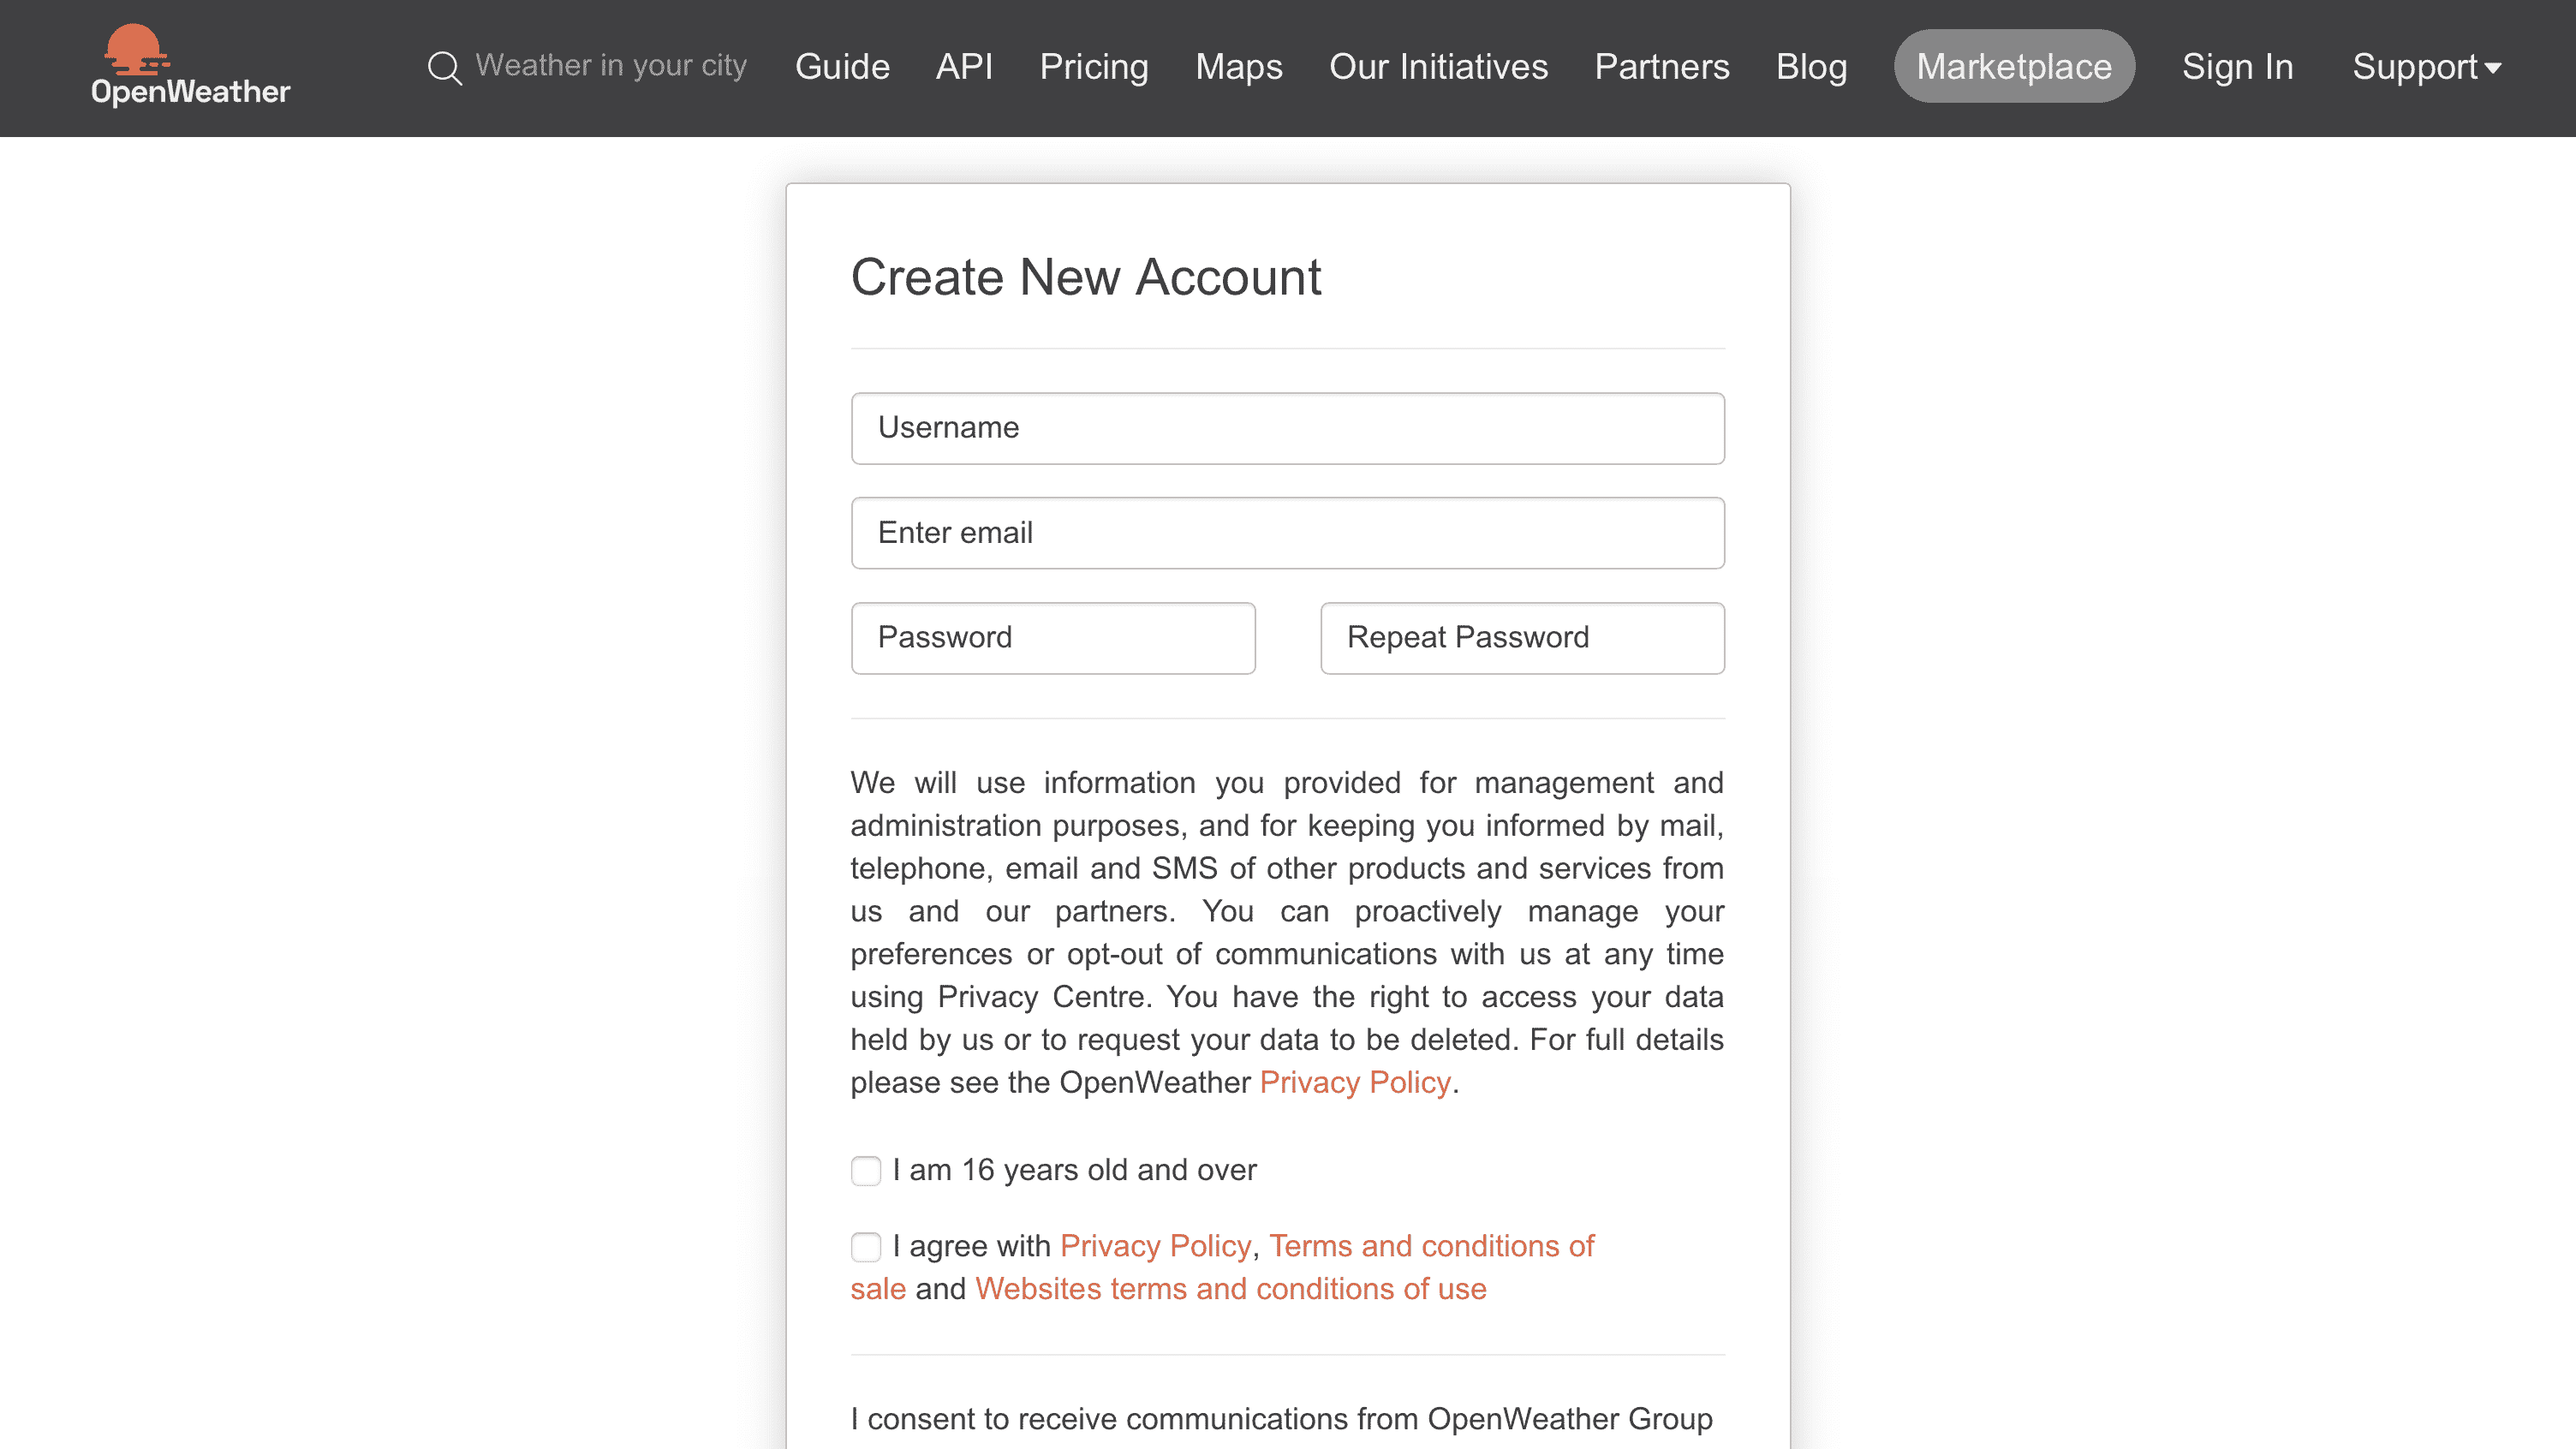 OpenWeather
Weather in your city
Guide
API
Pricing
Maps
Our Initiatives
Partners
Blog
Marketplace
Sign In
Support
Create New Account
Username
Enter email
Password
Repeat Password
We will use information you provided for management and
administration purposes, and for keeping you informed by mail,
telephone, email and SMS of other products and services from
us and our partners. You can proactively manage your
preferences or opt-out of communications with us at any time
using Privacy Centre. You have the right to access your data
held by us or to request your data to be deleted. For full details
please see the OpenWeather Privacy Policy.
I am 16 years old and over
I agree with Privacy Policy, Terms and conditions of
sale and Websites terms and conditions of use
I consent to receive communications from OpenWeather Group